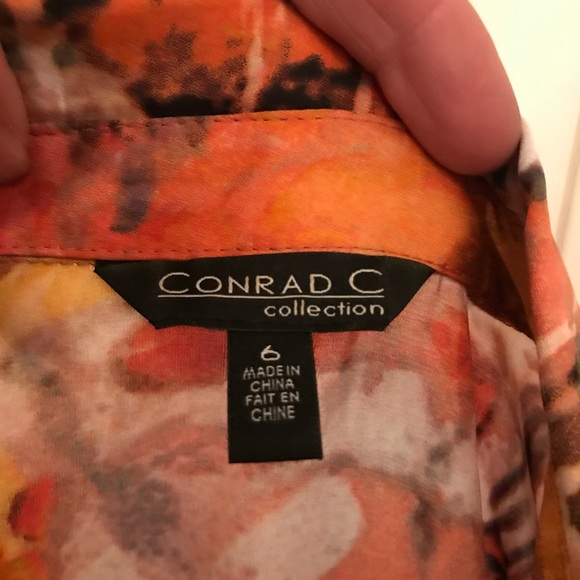 CONRAD C
collection
6
MADE IN
CHINA
FAIT EN
CHINE